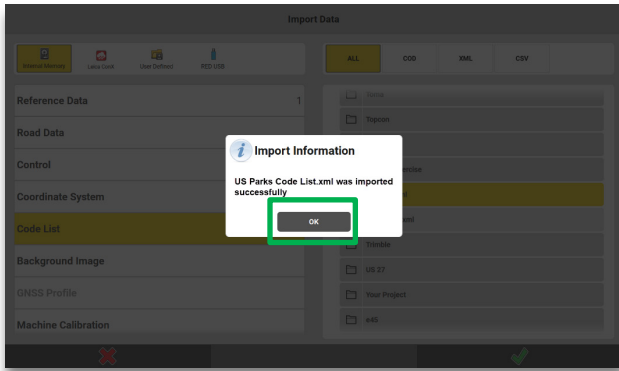 Import Data
Internal Memory
Leica Geock
User Defined
RED USB
ALL
COD
XML
CSV
Reference Data
1
Topcon
Road Data
Import Information
Control
US Parks Code List.xml was imported
successfully
Coordinate System
OK
Code List
Trimble
Background Image
US 27
GNSS Profile
Your Project
Machine Calibration
e45